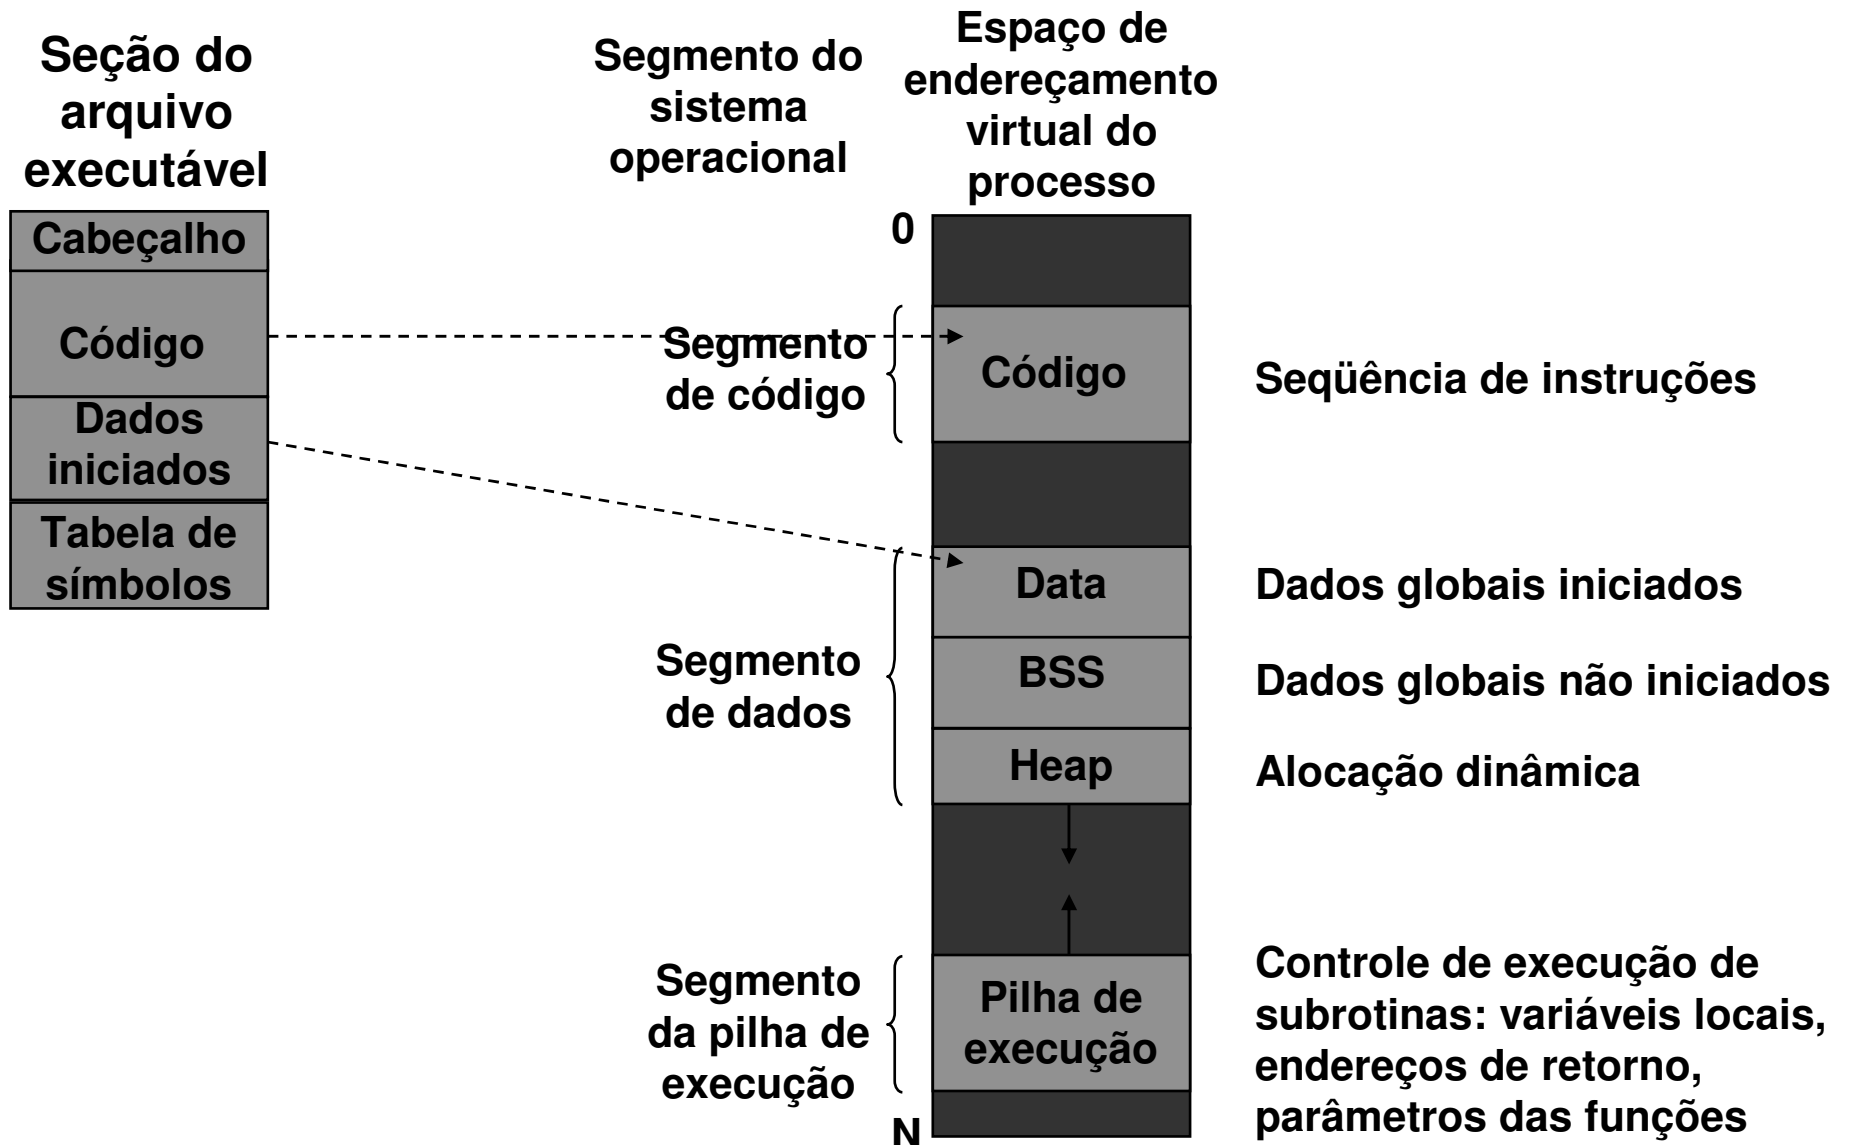 Seção do
arquivo
executável
Cabeçalho
Código
Dados
iniciados
Tabela de
símbolos
Segmento do
sistema
operacional
Segmento
de código
Segmento
de dados
Segmento
da pilha de
execução
Espaço de
endereçamento
virtual do
processo
0
Código
Data
BSS
Heap
Pilha de
execução
N
Seqüência de instruções
Dados globais iniciados
Dados globais não iniciados
Alocação dinâmica
Controle de execução de
subrotinas: variáveis locais,
endereços de retorno,
parâmetros das funções